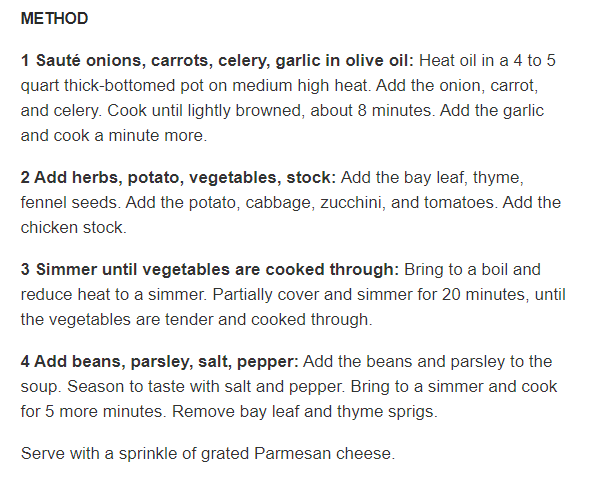 METHOD
1 Sauté onions, carrots, celery, garlic in olive oil: Heat oil in a 4 to 5
quart thick-bottomed pot on medium high heat. Add the onion, carrot,
and celery. Cook until lightly browned, about 8 minutes. Add the garlic
and cook a minute more.
2 Add herbs, potato, vegetables, stock: Add the bay leaf, thyme,
fennel seeds. Add the potato, cabbage, zucchini, and tomatoes. Add the
chicken stock.
3 Simmer until vegetables are cooked through: Bring to a boil and
reduce heat to a simmer. Partially cover and simmer for 20 minutes, until
the vegetables are tender and cooked through.
4 Add beans, parsley, salt, pepper: Add the beans and parsley to the
soup. Season to taste with salt and pepper. Bring to a simmer and cook
for 5 more minutes. Remove bay leaf and thyme sprigs.
Serve with a sprinkle of grated Parmesan cheese.